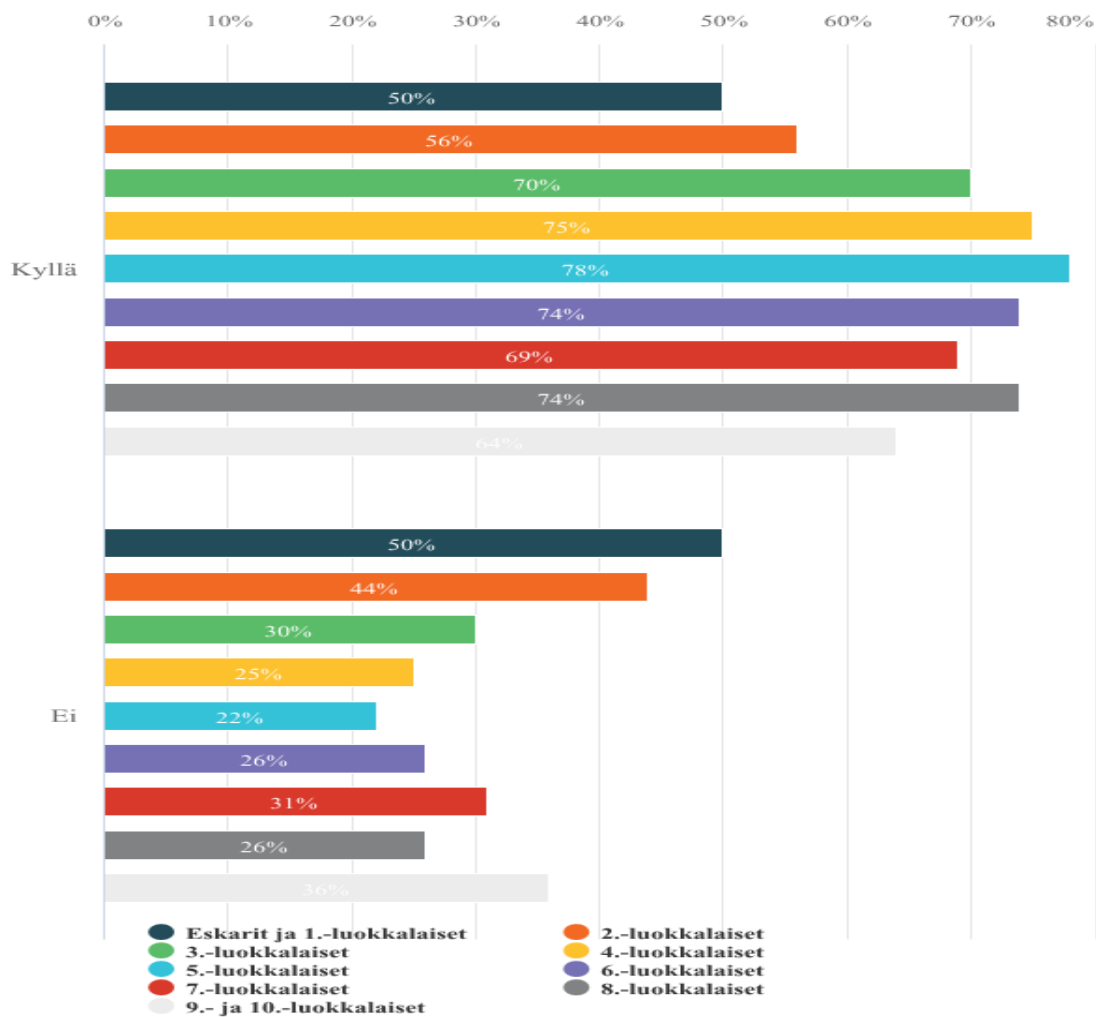 0% 10% 20% 30% 40% 50% 60% 70% 80%
50%
56%
70%
75%
Kyllä 78%
74%
69%
74%
64%
50%
44%
30%
25%
Ei 22%
26%
31%
26%
36%
Eskarit ja 1.-luokkalaiset 2.-luokkalaiset
3.-luokkalaiset 4.-luokkalaiset
5.-luokkalaiset 6.-luokkalaiset
7.-luokkalaiset 8.-luokkalaiset
9.- ja 10.-luokkalaiset